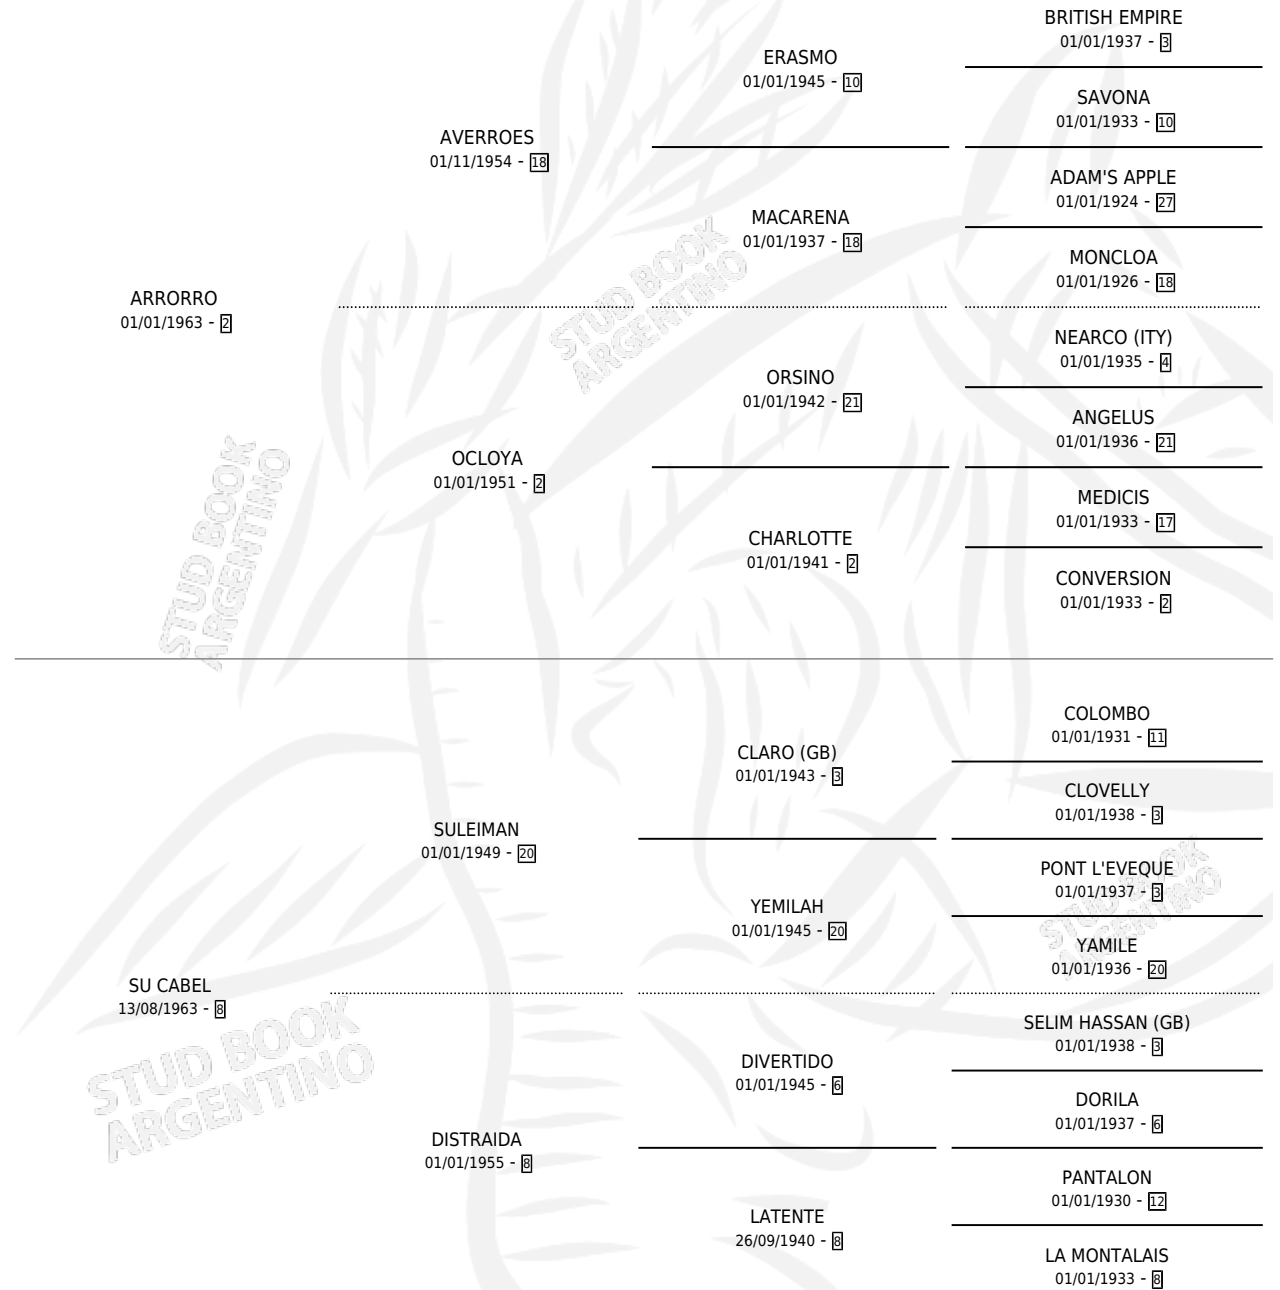 BRITISH EMPIRE
01/01/1937 - 3
ERASMO
01/01/1945 - 10
SAVONA
01/01/1933 - 10
AVERROES
01/11/1954 - 18
ADAM'S APPLE
01/01/1924 - 27
MACARENA
01/01/1937 - 18
MONCLOA
01/01/1926 - 18
ARRORRO
01/01/1963 - 2
NEARCO (ITY)
01/01/1935 - 4
ORSINO
01/01/1942 - 21
ANGELUS
01/01/1936 - 21
OCLOYA
01/01/1951 - 2
MEDICIS
01/01/1933 - 17
CHARLOTTE
01/01/1941 - 2
CONVERSION
01/01/1933 - 2
COLOMBO
01/01/1931 - 11
CLARO (GB)
01/01/1943 - 3
CLOVELLY
01/01/1938 - 3
SULEIMAN
01/01/1949 - 20
PONT L'EVEQUE
01/01/1937 - 3
YEMILAH
01/01/1945 - 20
YAMILE
01/01/1936 - 20
SU CABEL
13/08/1963 - 8
SELIM HASSAN (GB)
01/01/1938 - 3
DIVERTIDO
01/01/1945 - 6
DORILA
01/01/1937 - 6
DISTRAIDA
01/01/1955 - 8
PANTALON
01/01/1930 - 12
LATENTE
26/09/1940 - 8
LA MONTALAIS
01/01/1933 - 8
STUD BOOK
ARGENTINO
STUD BOOK
ARGENTINO
STUD BOOK
ARGENTINO
STUD BOOK
ARGENTINO